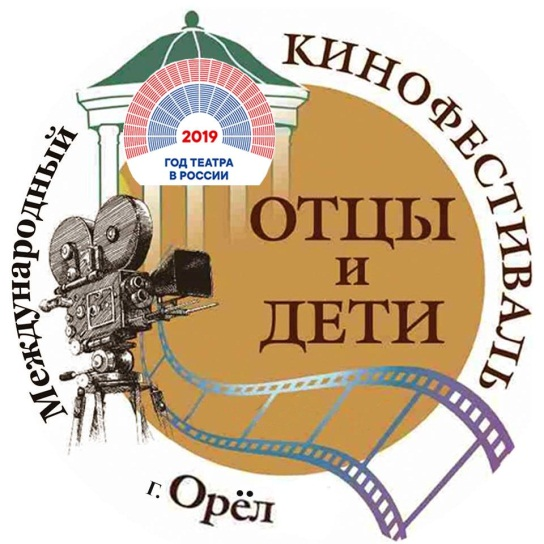 Международный
КИНОФЕСТИВАЛЬ
2019
ГОД ТЕАТРА
В РОССИИ
ОТЦЫ
и
ДЕТИ
г. Орёл